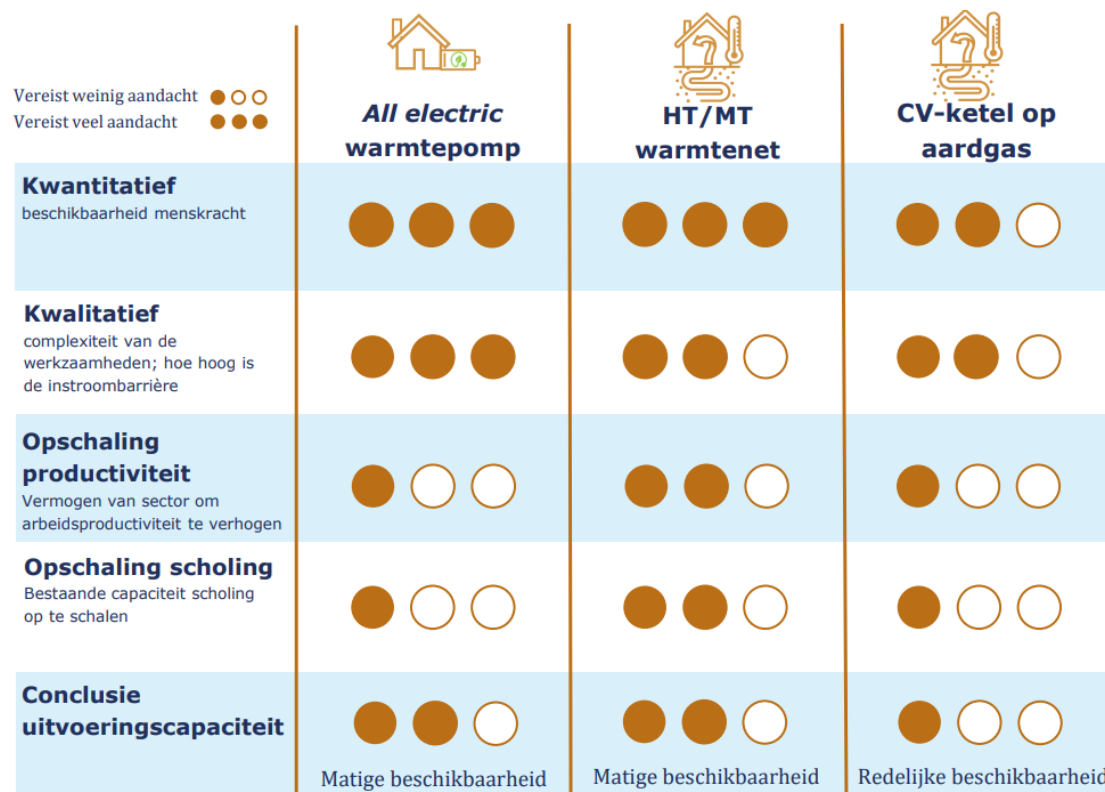 Vereist weinig aandacht
Vereist veel aandacht
All electric
warmtepomp
HT/MT
warmtenet
CV-ketel op
aardgas
Kwantitatief
beschikbaarheid menskracht
Kwalitatief
complexiteit van de
werkzaamheden; hoe hoog is
de instroombarrière
Opschaling
productiviteit
Vermogen van sector om
arbeidsproductiviteit te verhogen
Opschaling scholing
Bestaande capaciteit scholing
op te schalen
Conclusie
uitvoeringscapaciteit
Matige beschikbaarheid
Matige beschikbaarheid
Redelijke beschikbaarheid